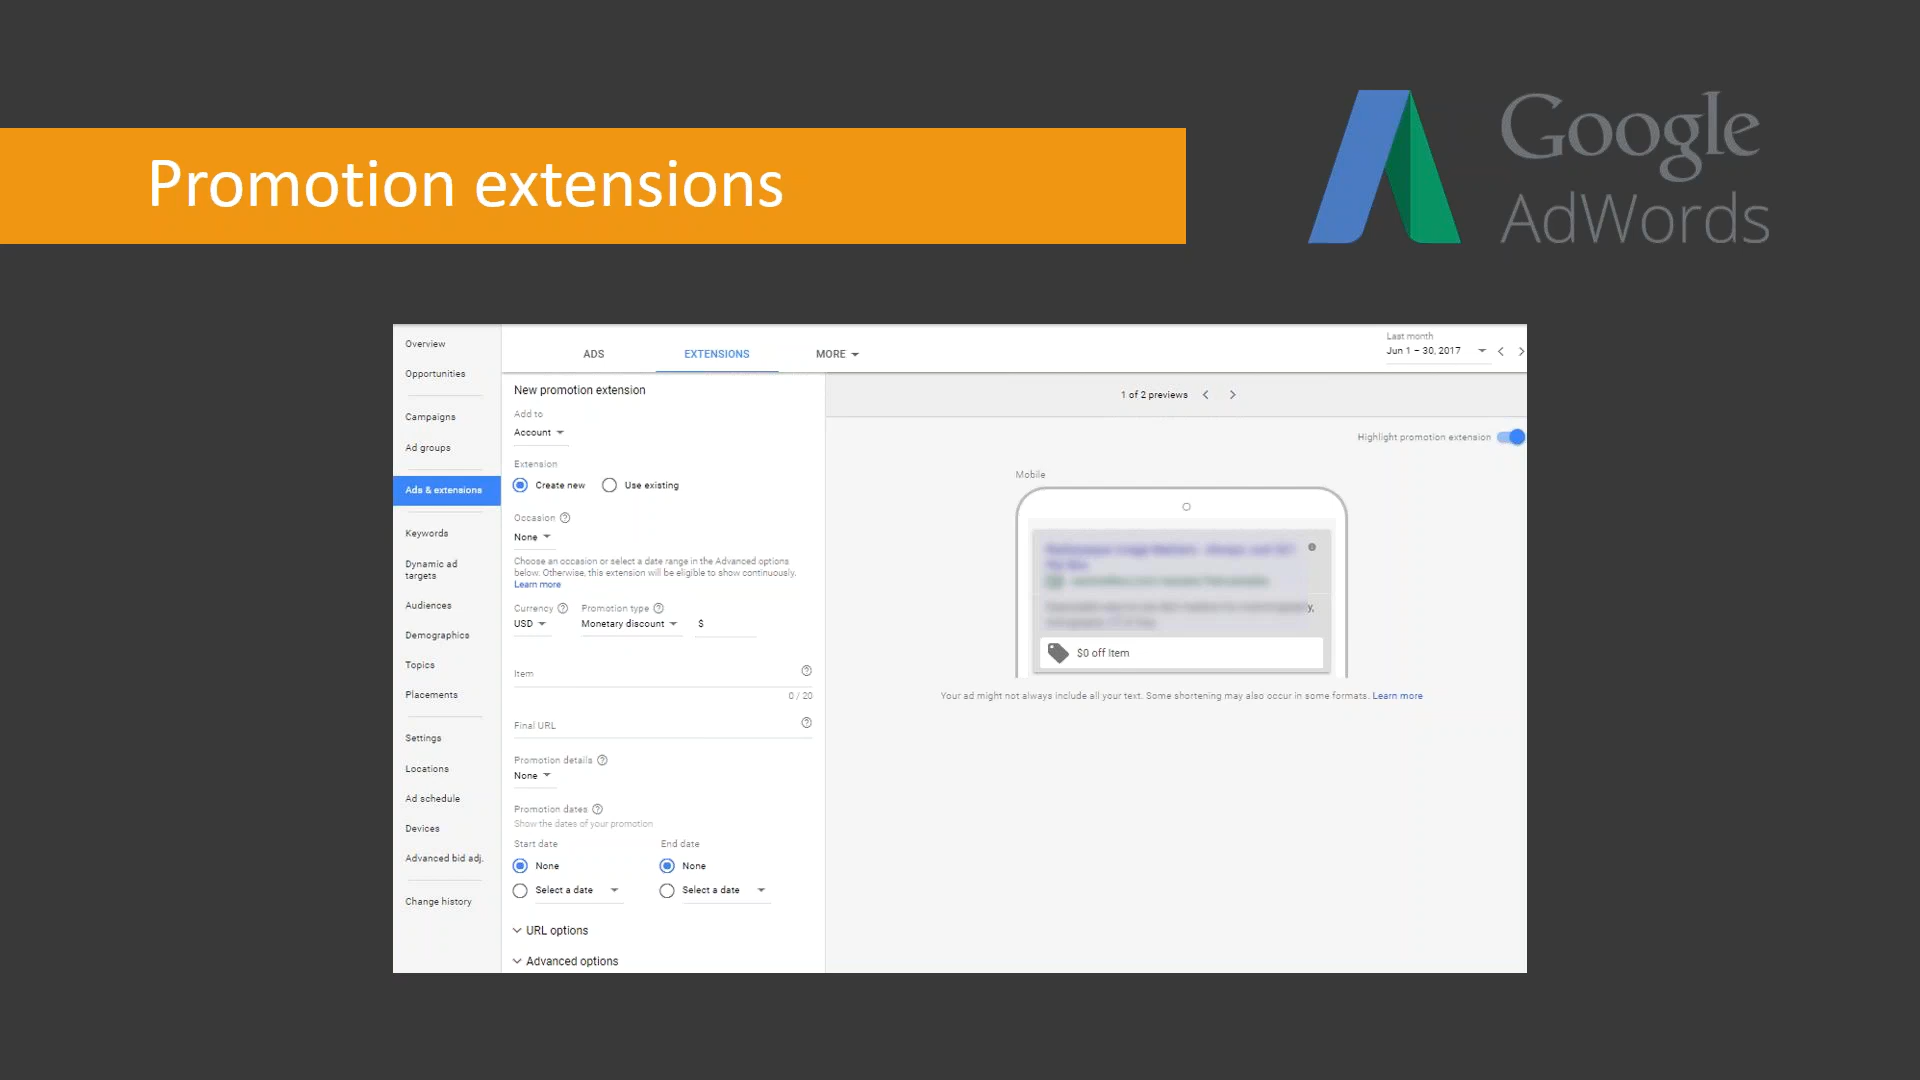 Promotion extensions
Google
AdWords
Overview
Opportunities
Campaigns
Ad groups
Ads & extensions
Keywords
Dynamic ad
targets
Audiences
Demographics
Topics
Placements
Settings
Locations
Ad schedule
Devices
Advanced bid adj.
Change history
ADS EXTENSIONS MORE
Last month
Jun 1 – 30, 2017
New promotion extension
Add to
Account
Extension
Create new Use existing
Occasion
None
Choose an occasion or select a date range in the Advanced options
below. Otherwise, this extension will be eligible to show continuously.
Learn more
Currency Promotion type
USD Monetary discount $
Item
0 / 20
Final URL
Promotion details
None
Promotion dates
Show the dates of your promotion
Start date End date
None None
Select a date Select a date
URL options
Advanced options
1 of 2 previews
Highlight promotion extension
Mobile
$0 off Item
Your ad might not always include all your text. Some shortening may also occur in some formats. Learn more